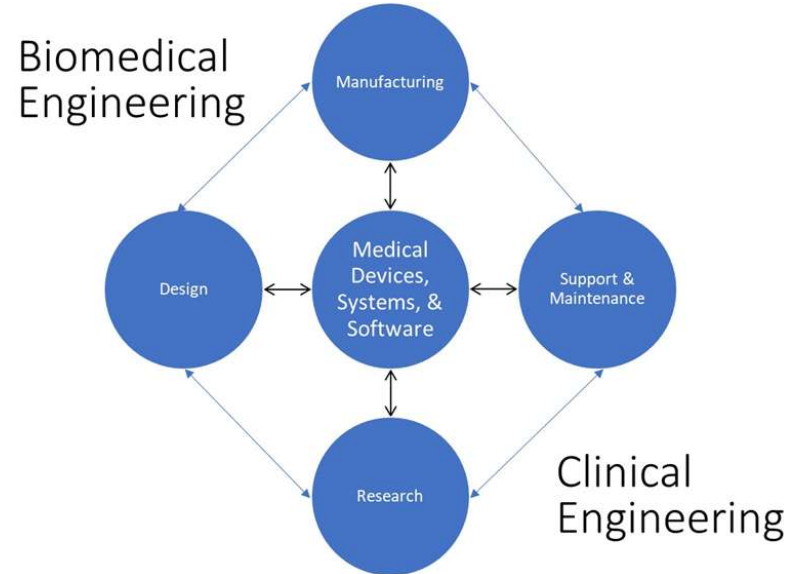 Biomedical
Engineering
Manufacturing
Design
Medical
Devices,
Systems, &
Software
Support &
Maintenance
Research
Clinical
Engineering